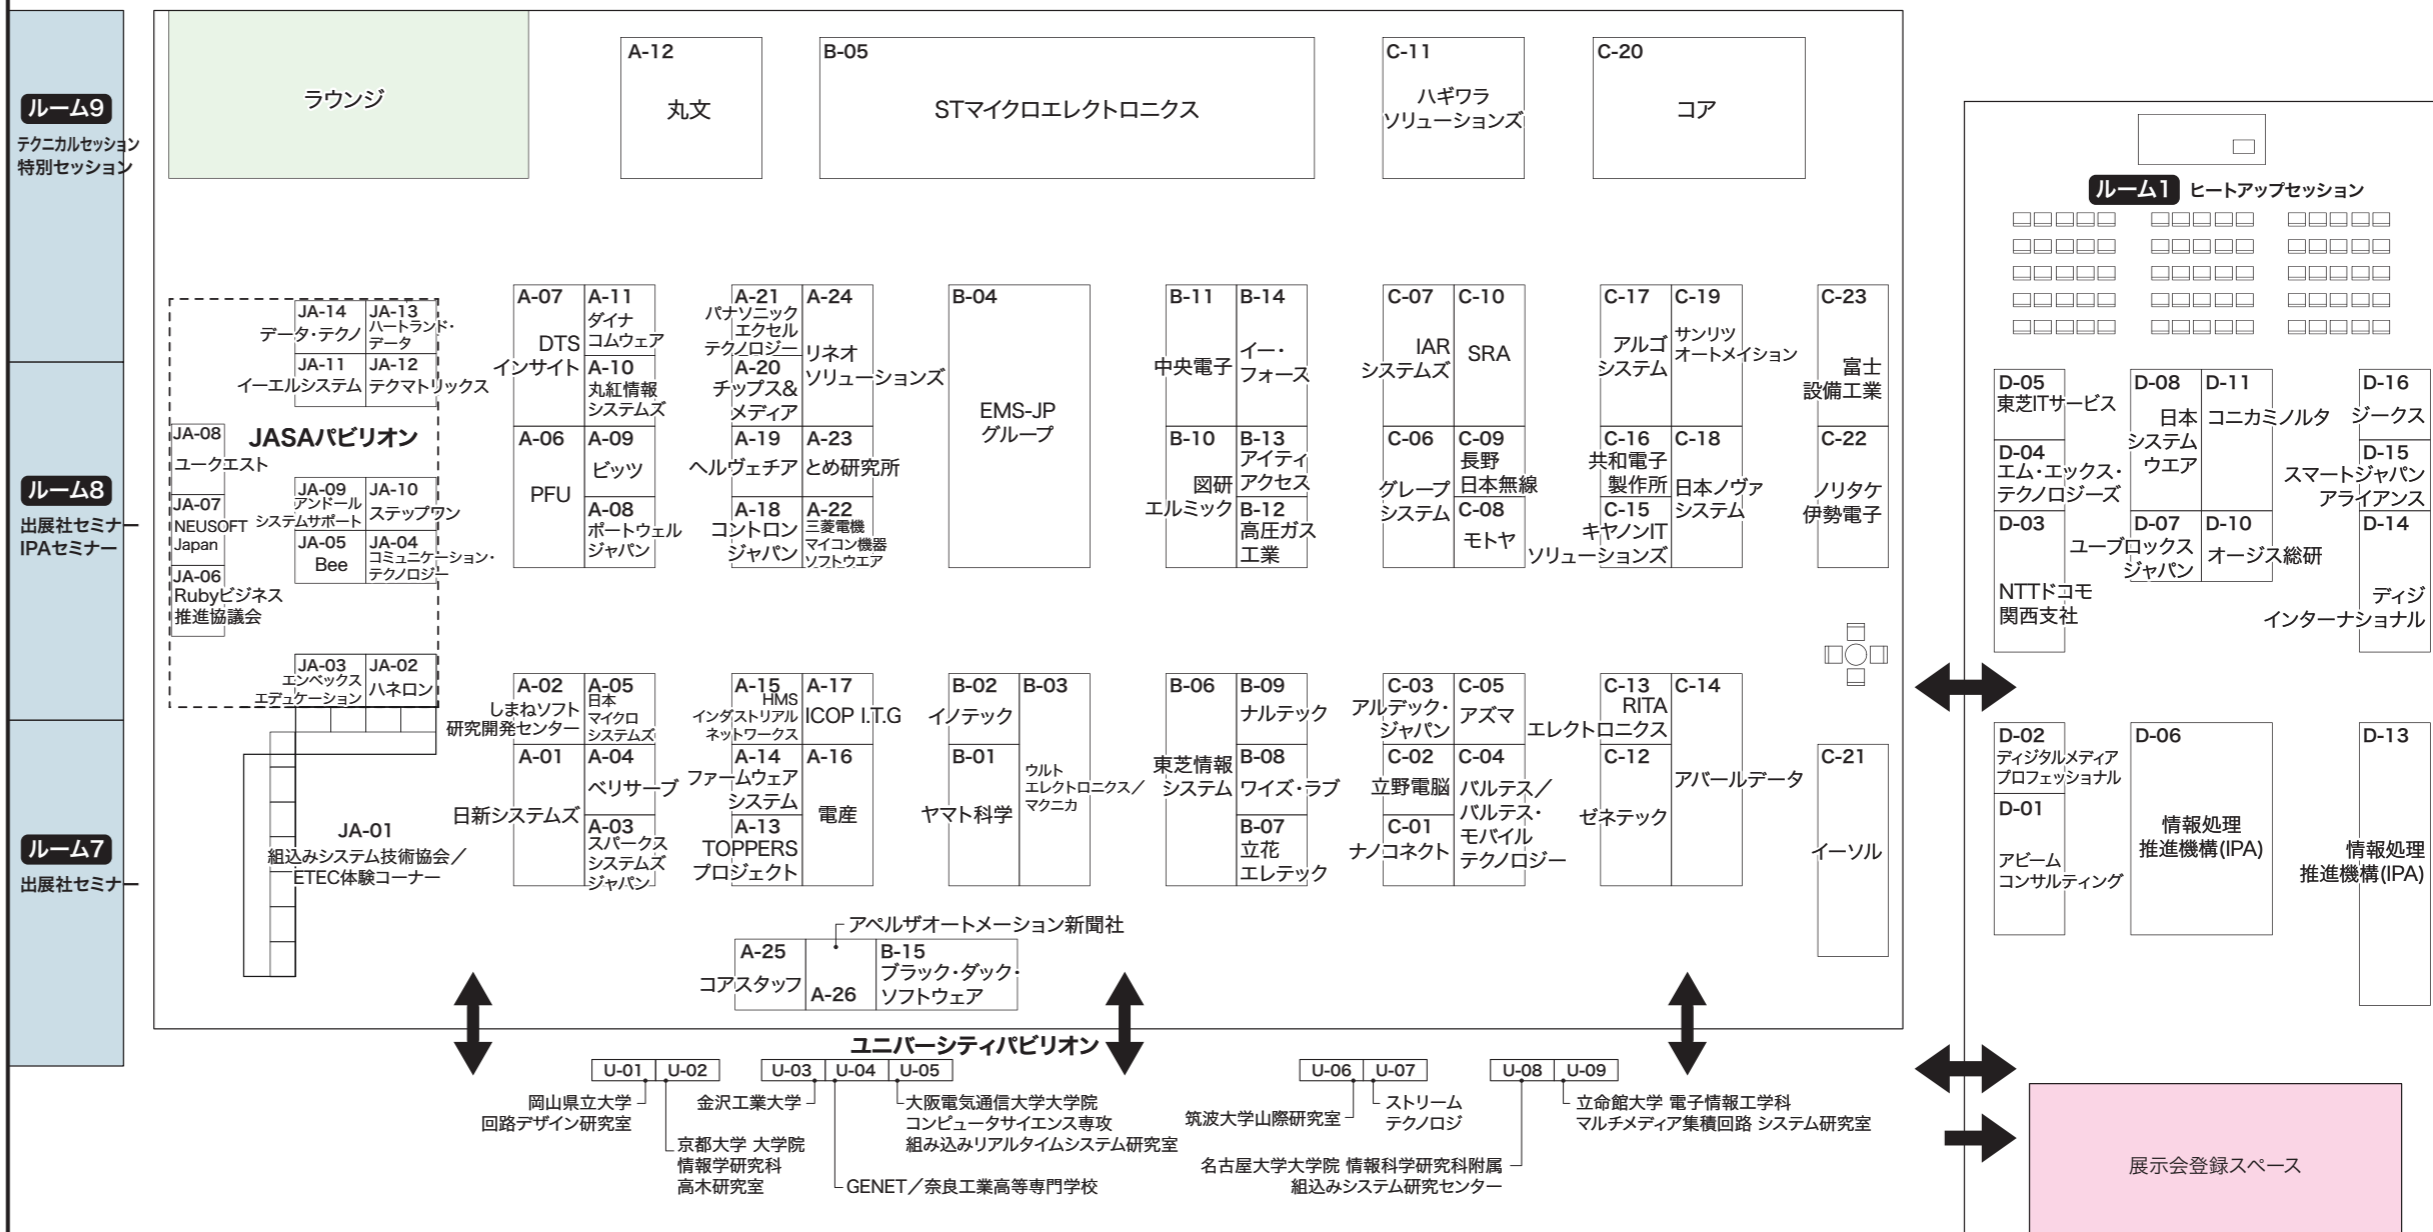 ルーム9
テクニカルセッション
特別セッション
ルーム8
出展社セミナー
IPAセミナー
ルーム7
出展社セミナー
ラウンジ
A-12
丸文
B-05
STマイクロエレクトロニクス
C-11
ハギワラ
ソリューションズ
C-20
コア
ルーム1 ヒートアップセッション
JASAパビリオン
JA-14
データ・テクノ
JA-13
ハートランド・
データ
JA-11
イーエルシステム
JA-12
テクマトリックス
JA-08
ユークエスト
JA-07
NEUSOFT
Japan
JA-06
Rubyビジネス
推進協議会
JA-09
アンドール
システムサポート
JA-10
ステップワン
JA-05
Bee
JA-04
コミュニケーション・
テクノロジー
JA-03
エンベックス
エデュケーション
JA-02
ハネロン
JA-01
組込みシステム技術協会／
ETEC体験コーナー
A-07
DTS
インサイト
A-11
ダイナ
コムウェア
A-10
丸紅情報
システムズ
A-06
PFU
A-09
ビッツ
A-08
ポートウェル
ジャパン
A-21
パナソニック
エクセル
テクノロジー
A-24
リネオ
ソリューションズ
A-20
チップス&
メディア
A-19
ヘルヴェチア
A-23
とめ研究所
A-18
コントロン
ジャパン
A-22
三菱電機
マイコン機器
ソフトウエア
B-04
EMS-JP
グループ
B-11
中央電子
B-14
イー・
フォース
B-10
図研
エルミック
B-13
アイティ
アクセス
B-12
高圧ガス
工業
C-07
IAR
システムズ
C-10
SRA
C-06
グレープ
システム
C-09
長野
日本無線
C-08
モトヤ
C-17
アルゴ
システム
C-19
サンリツ
オートメイション
C-16
共和電子
製作所
C-18
日本ノヴァ
システム
C-15
キヤノンIT
ソリューションズ
C-23
富士
設備工業
C-22
ノリタケ
伊勢電子
D-05
東芝ITサービス
D-04
エム・エックス・
テクノロジーズ
D-03
NTTドコモ
関西支社
D-08
日本
システム
ウエア
D-11
コニカミノルタ
D-07
ユーブロックス
ジャパン
D-10
オージス総研
D-16
ジークス
D-15
スマートジャパン
アライアンス
D-14
ディジ
インターナショナル
A-02
しまねソフト
研究開発センター
A-05
日本
マイクロ
システムズ
A-01
日新システムズ
A-04
ベリサーブ
A-03
スパークス
システムズ
ジャパン
A-15
HMS
インダストリアル
ネットワークス
A-17
ICOP I.T.G
A-14
ファームウェア
システム
A-16
電産
A-13
TOPPERS
プロジェクト
B-02
イノテック
B-03
ウルト
エレクトロニクス／
マクニカ
B-01
ヤマト科学
B-06
東芝情報
システム
B-09
ナルテック
B-08
ワイズ・ラブ
B-07
立花
エレテック
C-03
アルデック・
ジャパン
C-05
アズマ
C-02
立野電脳
C-04
バルテス／
バルテス・
モバイル
テクノロジー
C-01
ナノコネクト
C-13
RITA
エレクトロニクス
C-14
アバールデータ
C-12
ゼネテック
C-21
イーソル
D-02
ディジタルメディア
プロフェッショナル
D-01
アビーム
コンサルティング
D-06
情報処理
推進機構(IPA)
D-13
情報処理
推進機構(IPA)
アペルザオートメーション新聞社
A-25
コアスタッフ
A-26
B-15
ブラック・ダック・
ソフトウェア
ユニバーシティパビリオン
U-01
U-02
U-03
U-04
U-05
U-06
U-07
U-08
U-09
岡山県立大学
回路デザイン研究室
京都大学 大学院
情報学研究科
高木研究室
金沢工業大学
GENET／奈良工業高等専門学校
大阪電気通信大学大学院
コンピュータサイエンス専攻
組み込みリアルタイムシステム研究室
筑波大学山際研究室
ストリーム
テクノロジ
名古屋大学大学院 情報科学研究科附属
組込みシステム研究センター
立命館大学 電子情報工学科
マルチメディア集積回路 システム研究室
展示会登録スペース